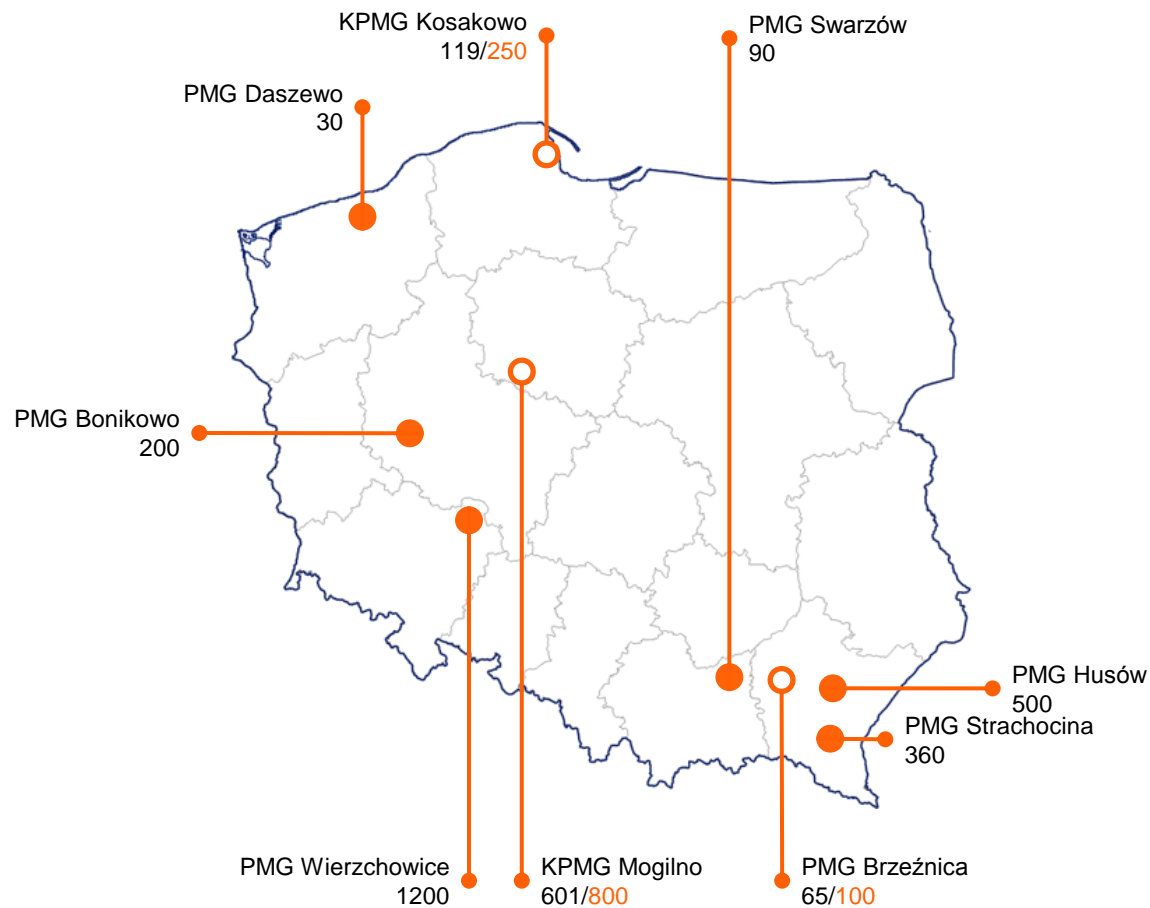 KPMG Kosakowo
119/250
PMG Swarzów
90
PMG Daszewo
30
PMG Bonikowo
200
PMG Husów
500
PMG Strachocina
360
PMG Wierzchowice
1200
KPMG Mogilno
601/800
PMG Brzeźnica
65/100